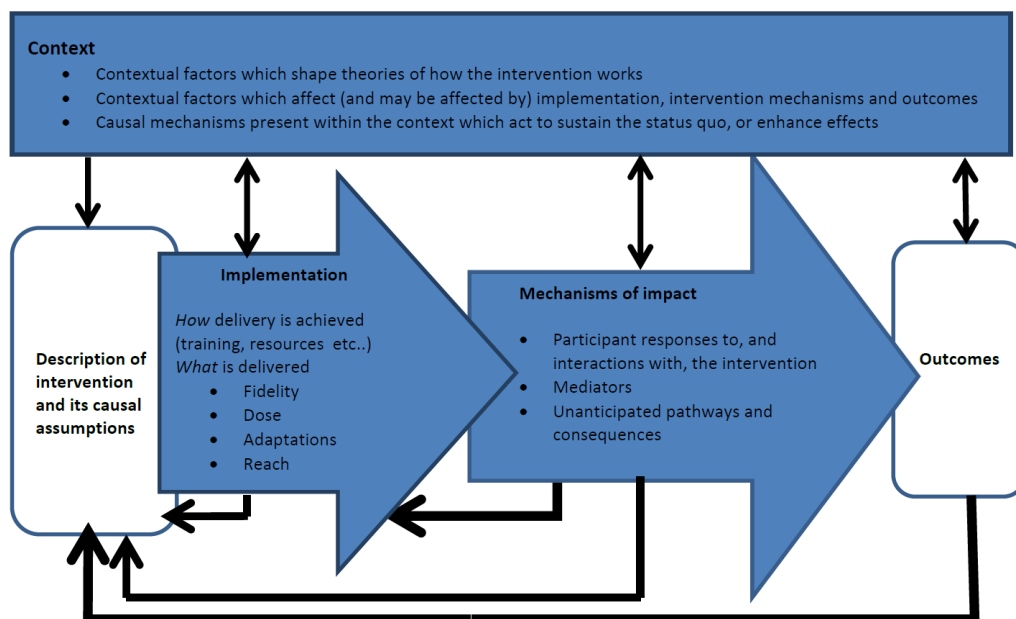 Context
• Contextual factors which shape theories of how the intervention works
• Contextual factors which affect (and may be affected by) implementation, intervention mechanisms and outcomes
• Causal mechanisms present within the context which act to sustain the status quo, or enhance effects
Description of
intervention
and its causal
assumptions
Implementation
How delivery is achieved
(training, resources etc..)
What is delivered
• Fidelity
• Dose
• Adaptations
• Reach
Mechanisms of impact
• Participant responses to, and
interactions with, the intervention
• Mediators
• Unanticipated pathways and
consequences
Outcomes